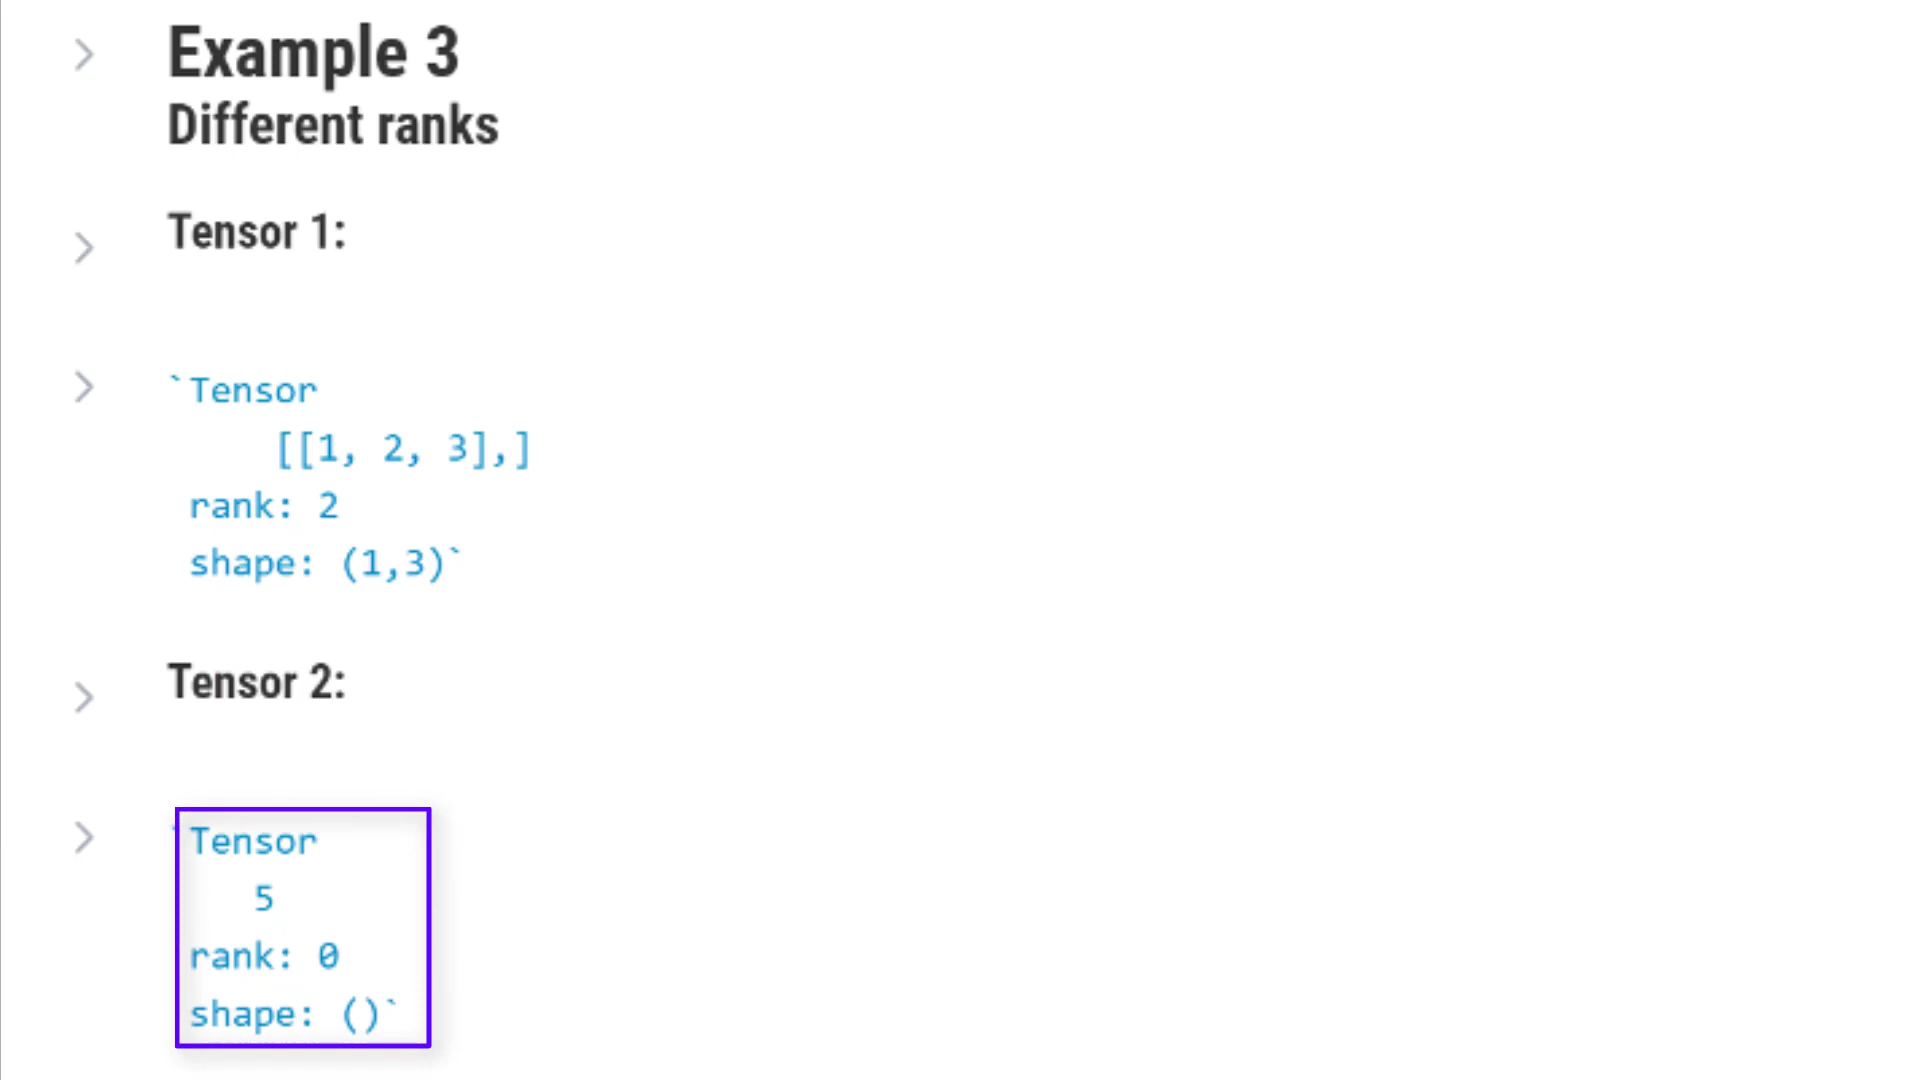 Example 3
Different ranks
Tensor 1:
`Tensor
[[1, 2, 3],]
rank: 2
shape: (1,3)`
Tensor 2:
`Tensor
5
rank: 0
shape: ()`